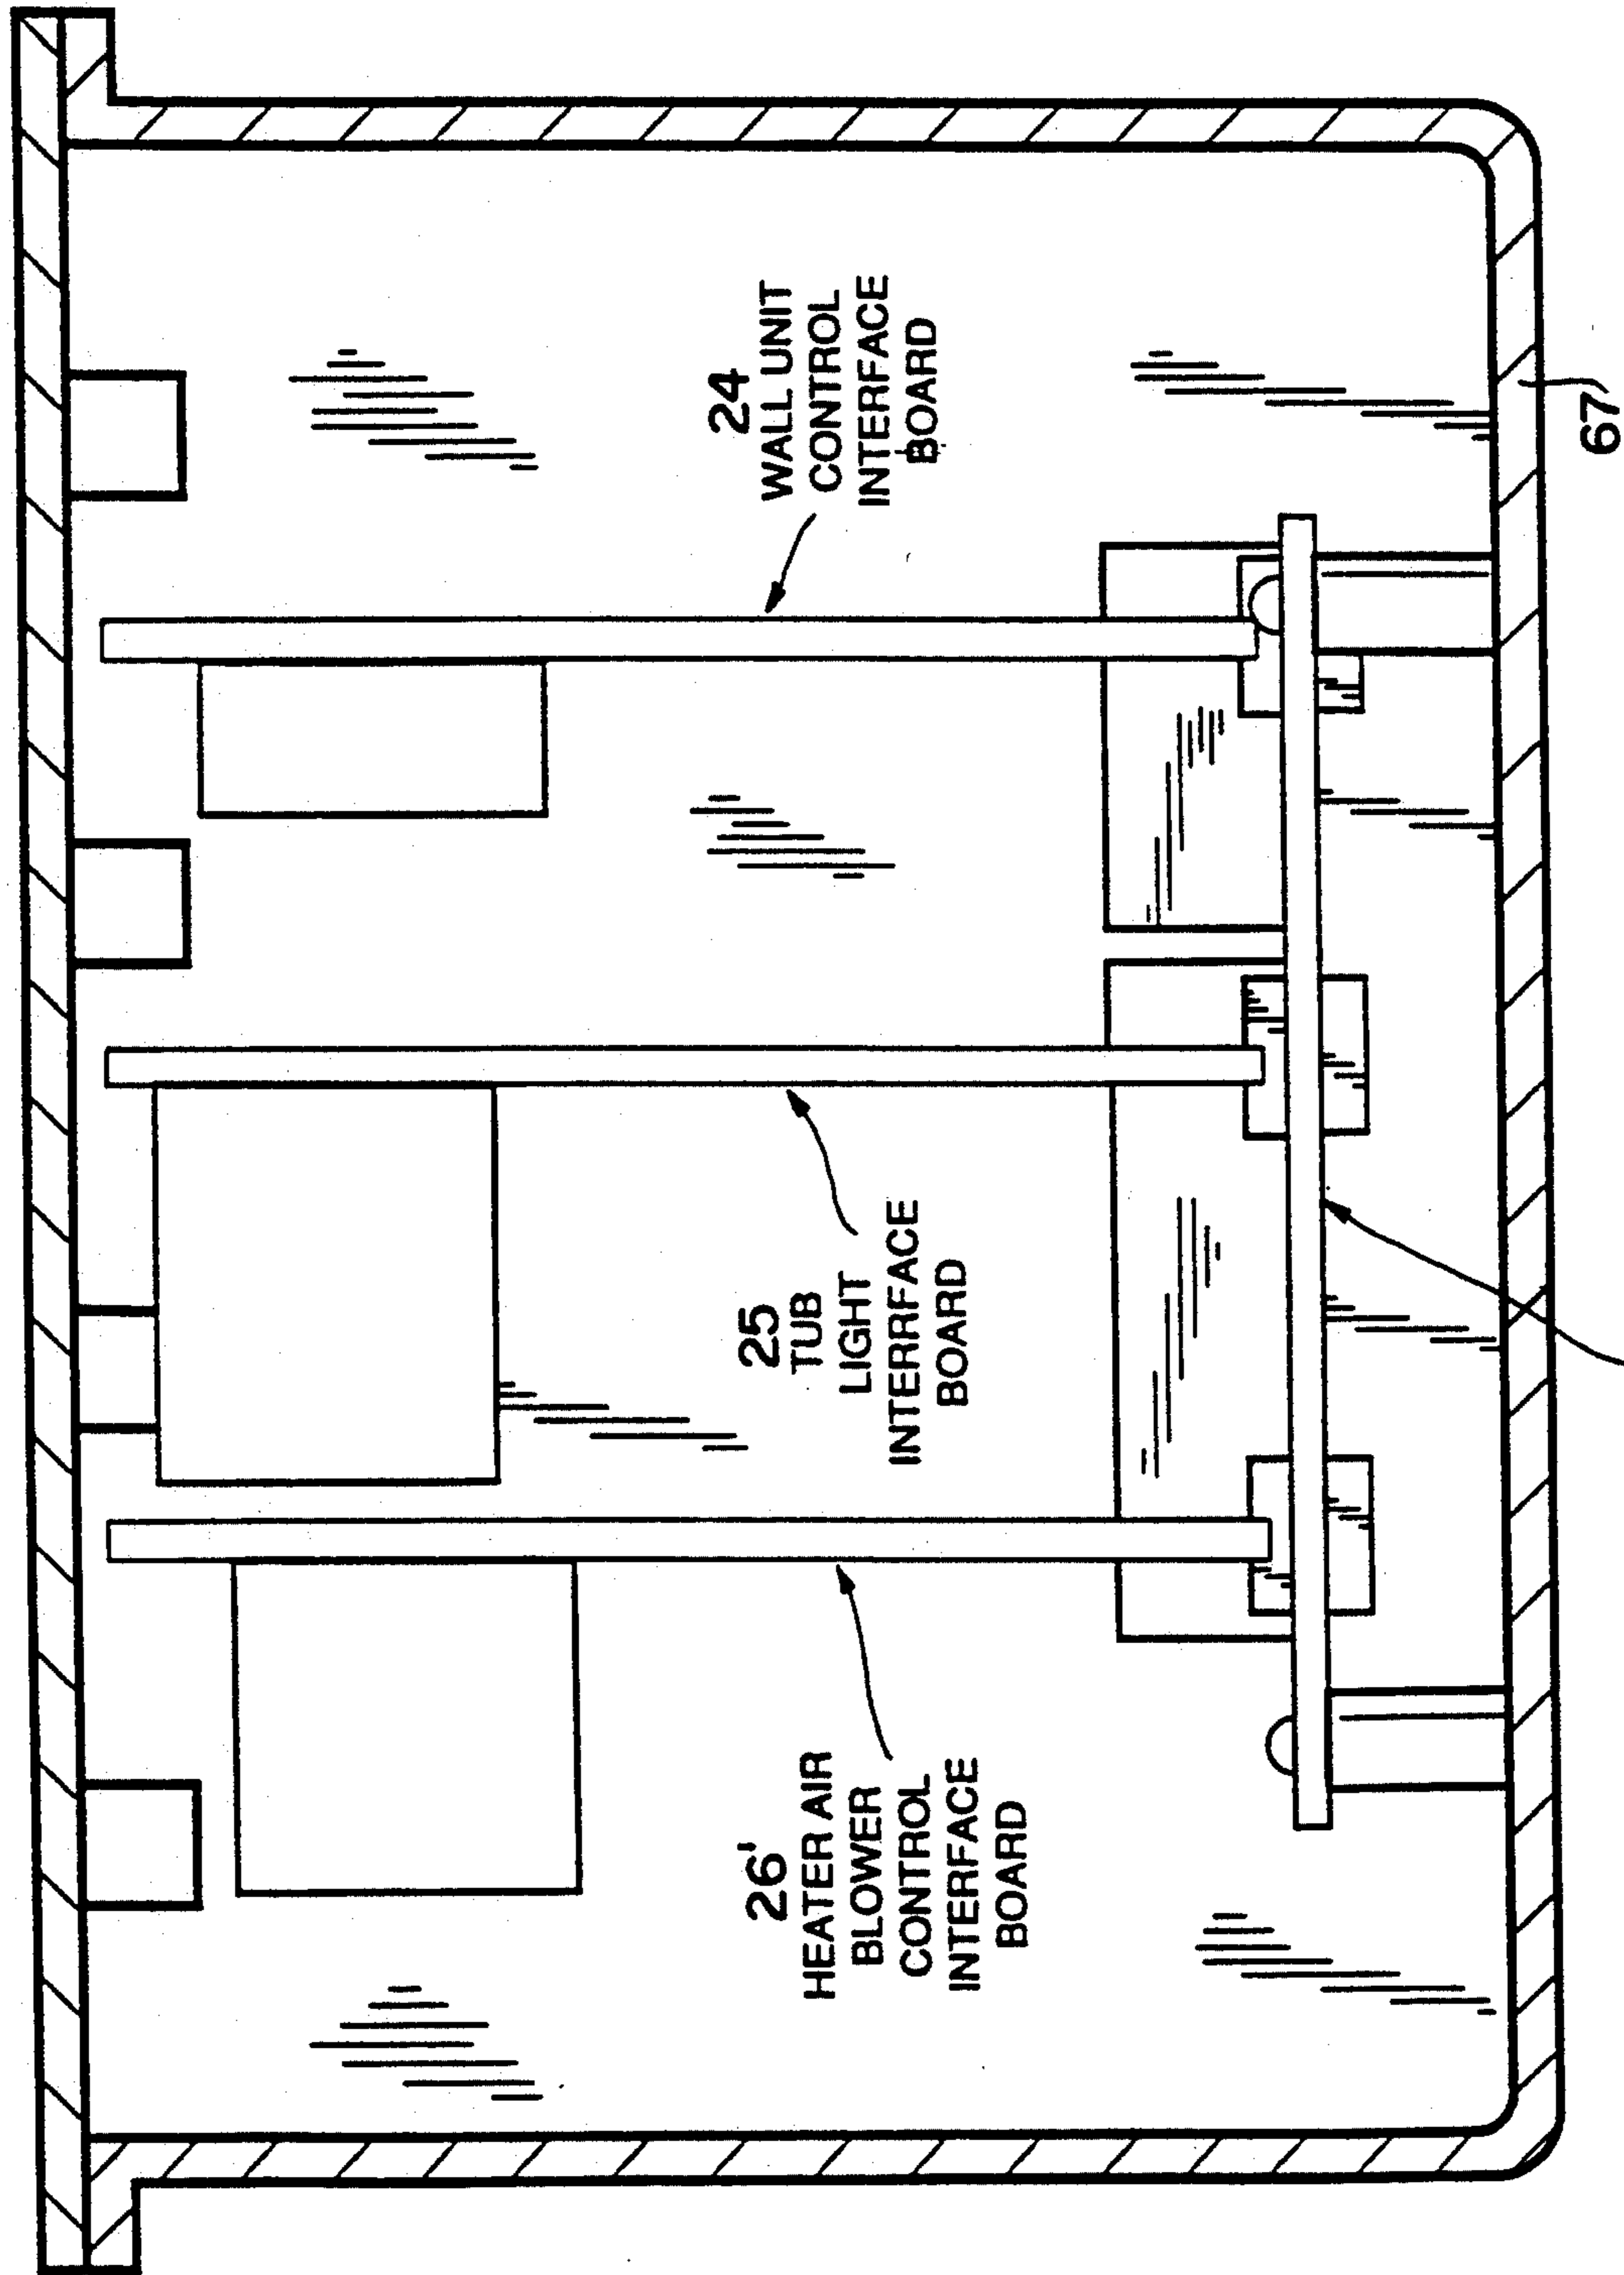 26'
HEATER AIR
BLOWER
CONTROL
INTERFACE
BOARD
25
TUB
LIGHT
INTERRFACE
BOARD
24
WALL UNIT
CONTROL
INTERFACE
BOARD
67